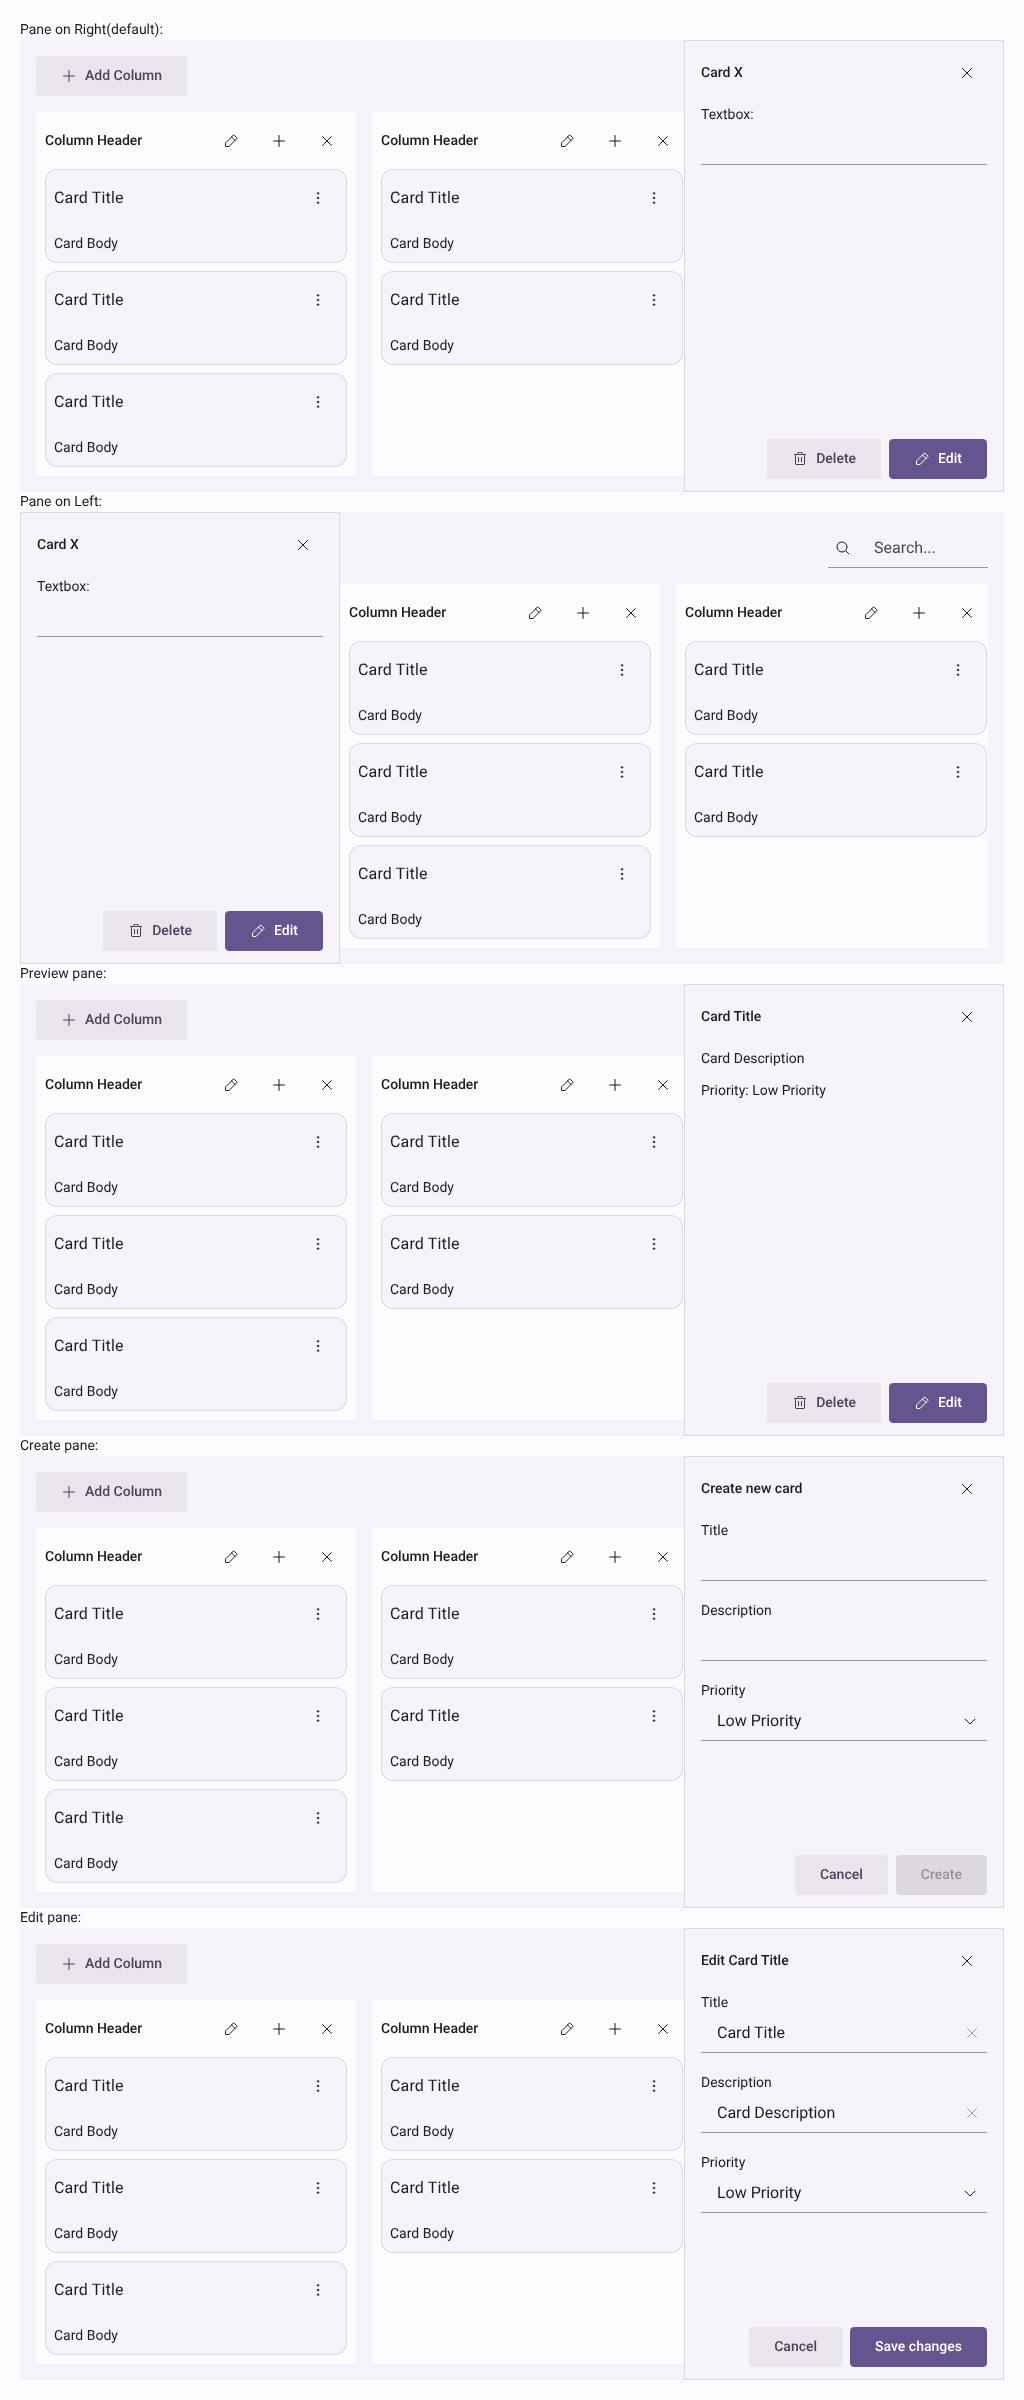 Pane on Right(default):
Add Column
Column Header
Card Title
Card Body
Card Title
Card Body
Card Title
Card Body
Column Header
Card Title
Card Body
Card Title
Card Body
Card X
Textbox:
Delete
Edit
Pane on Left:
Card X
Textbox:
Delete
Edit
Search...
Column Header
Card Title
Card Body
Card Title
Card Body
Card Title
Card Body
Column Header
Card Title
Card Body
Card Title
Card Body
Preview pane:
Add Column
Column Header
Card Title
Card Body
Card Title
Card Body
Card Title
Card Body
Column Header
Card Title
Card Body
Card Title
Card Body
Card Title
Card Description
Priority: Low Priority
Delete
Edit
Create pane:
Add Column
Column Header
Card Title
Card Body
Card Title
Card Body
Card Title
Card Body
Column Header
Card Title
Card Body
Card Title
Card Body
Create new card
Title
Description
Priority
Low Priority
Cancel
Create
Edit pane:
Add Column
Column Header
Card Title
Card Body
Card Title
Card Body
Card Title
Card Body
Column Header
Card Title
Card Body
Card Title
Card Body
Edit Card Title
Title
Card Title
Description
Card Description
Priority
Low Priority
Cancel
Save changes